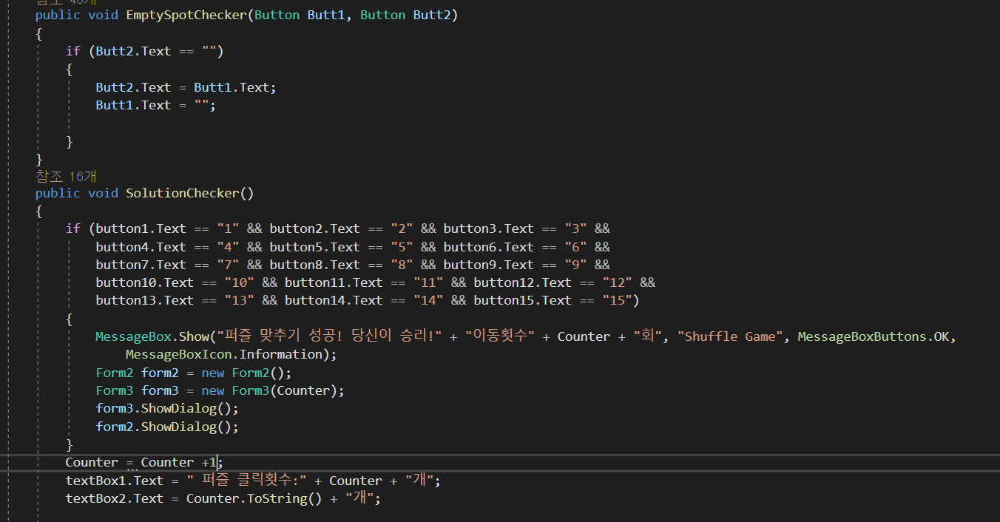 public void EmptySpotChecker(Button Butt1, Button Butt2)
{
if (Butt2.Text == "")
{
Butt2.Text = Butt1.Text;
Butt1.Text = "";
}
}
참조 16개
public void SolutionChecker()
{
if (button1.Text == "1" && button2.Text == "2" && button3.Text == "3" &&
button4.Text == "4" && button5.Text == "5" && button6.Text == "6" &&
button7.Text == "7" && button8.Text == "8" && button9.Text == "9" &&
button10.Text == "10" && button11.Text == "11" && button12.Text == "12" &&
button13.Text == "13" && button14.Text == "14" && button15.Text == "15")
{
MessageBox.Show("퍼즐 맞추기 성공! 당신이 승리!" + "이동횟수" + Counter + "회", "Shuffle Game", MessageBoxButtons.OK,
MessageBoxIcon.Information);
Form2 form2 = new Form2();
Form3 form3 = new Form3(Counter);
form3.ShowDialog();
form2.ShowDialog();
}
Counter = Counter +1;
textBox1.Text = " 퍼즐 클릭횟수:" + Counter + "개";
textBox2.Text = Counter.ToString() + "개";